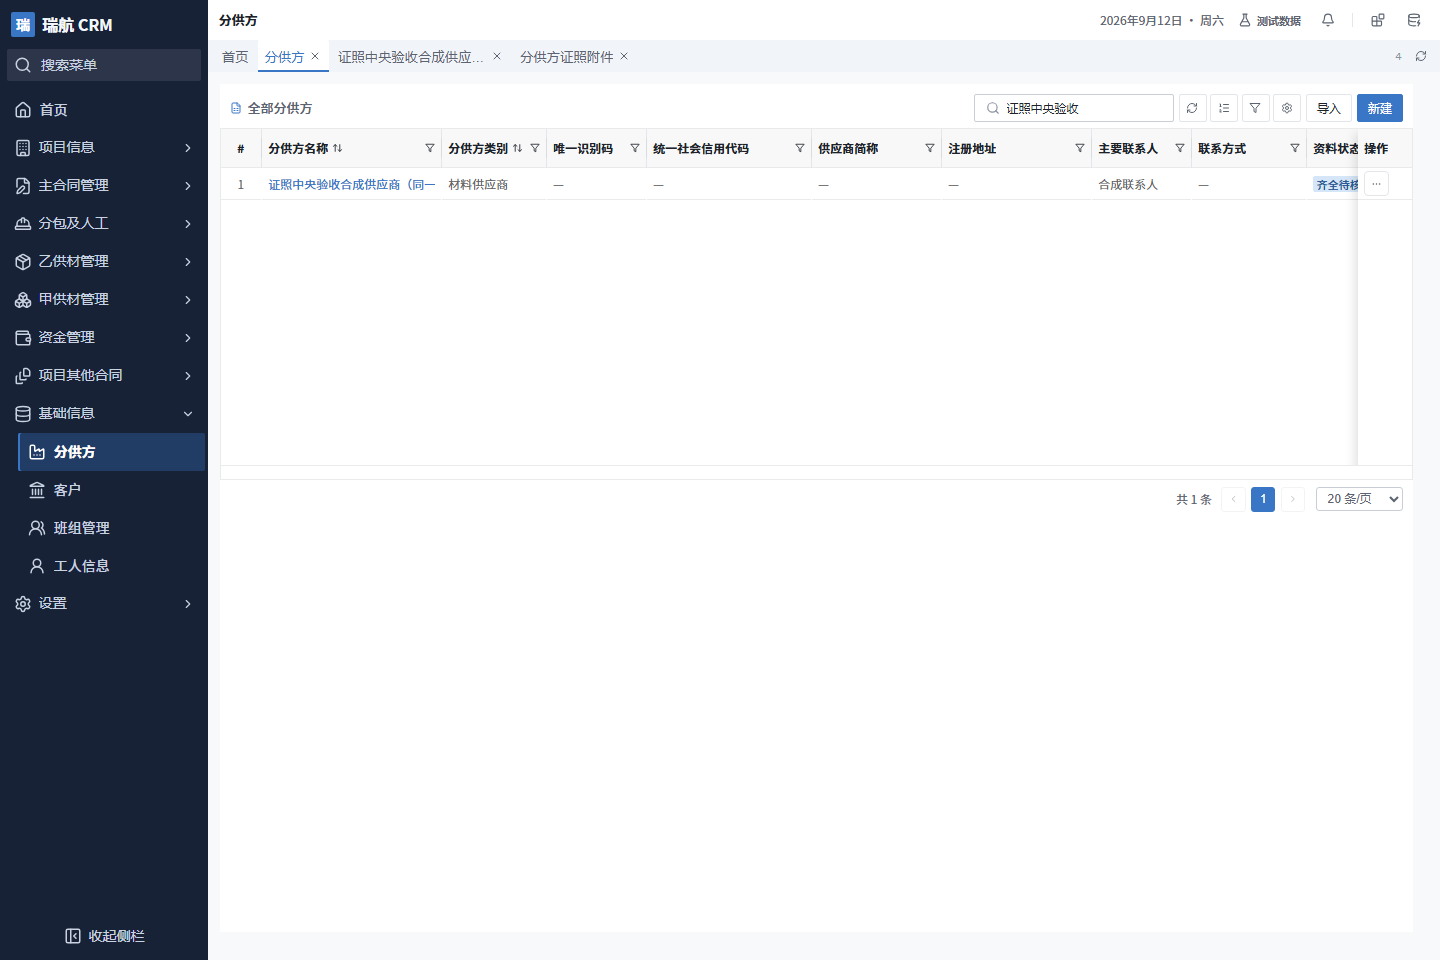 瑞 瑞航 CRM
搜索菜单
首页
项目信息
主合同管理
分包及人工
乙供材管理
甲供材管理
资金管理
项目其他合同
基础信息
分供方
客户
班组管理
工人信息
设置
收起侧栏
分供方
2026年9月12日 • 周六 测试数据
首页 分供方 证照中央验收合成供应... 分供方证照附件 4
全部分供方 证照中央验收 导入 新建
# 分供方名称 分供方类别 唯一识别码 统一社会信用代码 供应商简称 注册地址 主要联系人 联系方式 资料状态 操作
1 证照中央验收合成供应商（同一 材料供应商 — — — — 合成联系人 — 齐全待核 ...
共 1 条 1 20 条/页